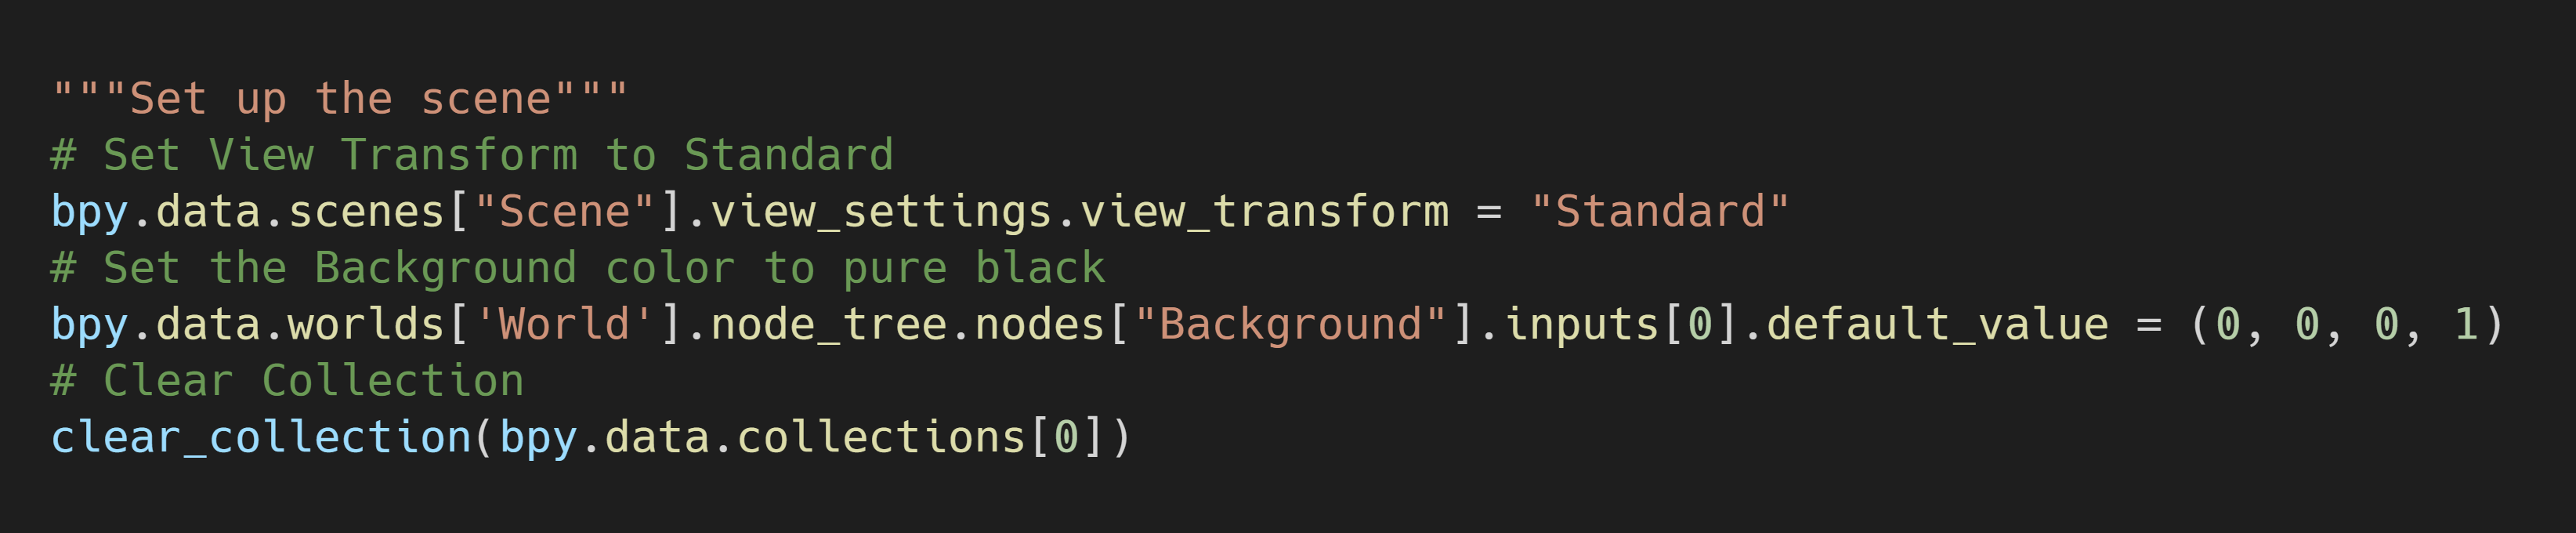 """Set up the scene"""
# Set View Transform to Standard
bpy.data.scenes["Scene"].view_settings.view_transform = "Standard"
# Set the Background color to pure black
bpy.data.worlds['World'].node_tree.nodes["Background"].inputs[0].default_value = (0, 0, 0, 1)
# Clear Collection
clear_collection(bpy.data.collections[0])